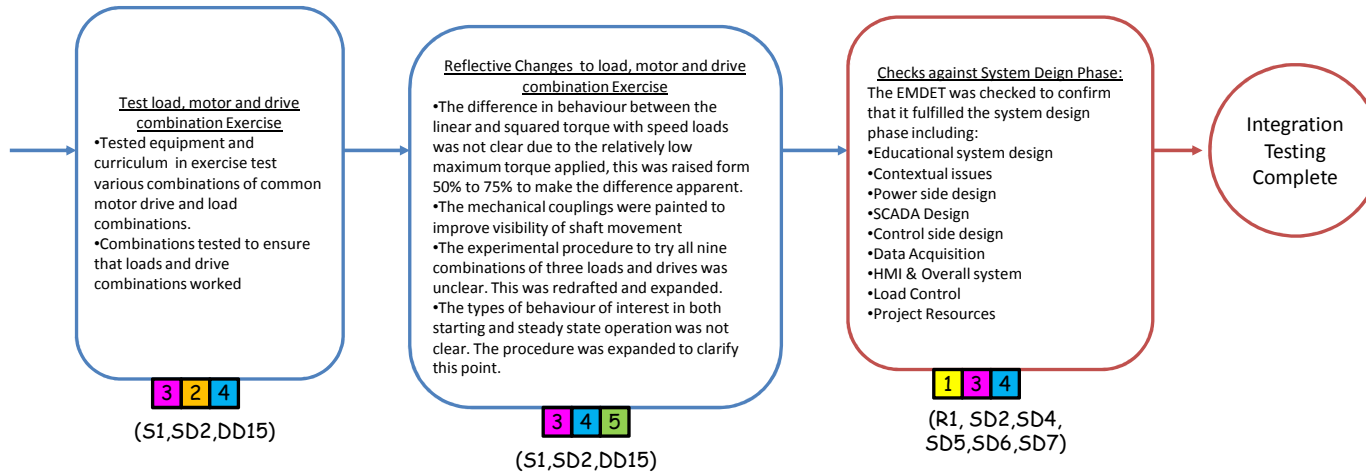 Test load, motor and drive
combination Exercise
•Tested equipment and
curriculum in exercise test
various combinations of common
motor drive and load
combinations.
•Combinations tested to ensure
that loads and drive
combinations worked
3 2 4
(S1,SD2,DD15)
Reflective Changes to load, motor and drive
combination Exercise
•The difference in behaviour between the
linear and squared torque with speed loads
was not clear due to the relatively low
maximum torque applied, this was raised form
50% to 75% to make the difference apparent.
•The mechanical couplings were painted to
improve visibility of shaft movement
•The experimental procedure to try all nine
combinations of three loads and drives was
unclear. This was redrafted and expanded.
•The types of behaviour of interest in both
starting and steady state operation was not
clear. The procedure was expanded to clarify
this point.
3 4 5
(S1,SD2,DD15)
Checks against System Deign Phase:
The EMDET was checked to confirm
that it fulfilled the system design
phase including:
•Educational system design
•Contextual issues
•Power side design
•SCADA Design
•Control side design
•Data Acquisition
•HMI & Overall system
•Load Control
•Project Resources
1 3 4
(R1, SD2,SD4,
SD5,SD6,SD7)
Integration
Testing
Complete